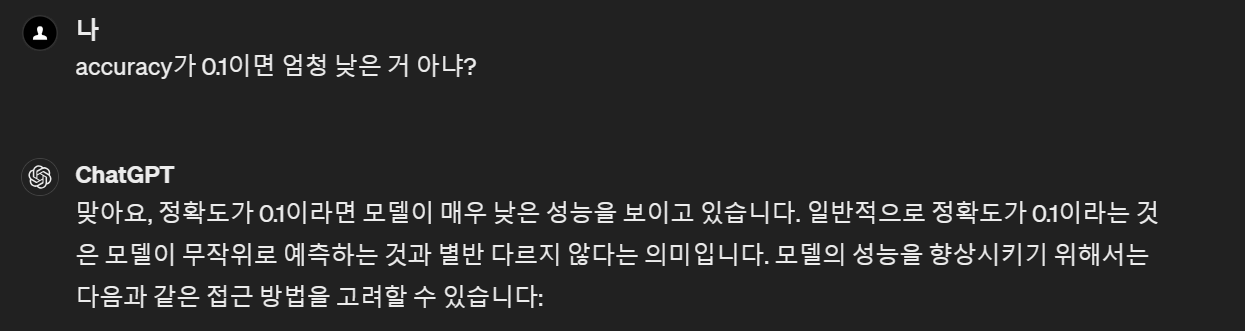 나
accuracy가 0.1이면 엄청 낮은 거 아냐?
ChatGPT
맞아요, 정확도가 0.1이라면 모델이 매우 낮은 성능을 보이고 있습니다. 일반적으로 정확도가 0.1이라는 것
은 모델이 무작위로 예측하는 것과 별반 다르지 않다는 의미입니다. 모델의 성능을 향상시키기 위해서는
다음과 같은 접근 방법을 고려할 수 있습니다: